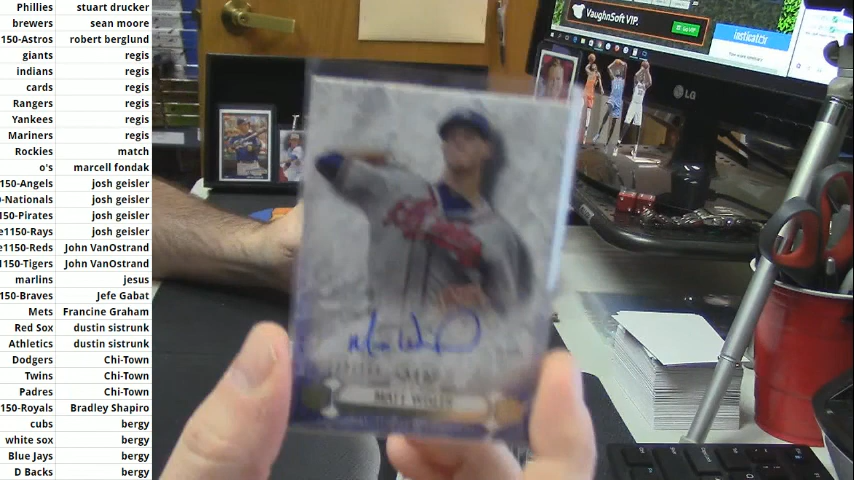 Phillies stuart drucker
brewers sean moore
150-Astros robert berglund
giants regis
indians regis
cards regis
Rangers regis
Yankees regis
Mariners regis
Rockies match
o's marcell fondak
150-Angels josh geisler
0-Nationals josh geisler
150-Pirates josh geisler
e1150-Rays josh geisler
e1150-Reds John VanOstrand
150-Tigers John VanOstrand
marlins jesus
150-Braves Jefe Gabat
Mets Francine Graham
Red Sox dustin sistrunk
Athletics dustin sistrunk
Dodgers Chi-Town
Twins Chi-Town
Padres Chi-Town
150-Royals Bradley Shapiro
cubs bergy
white sox bergy
Blue Jays bergy
D Backs bergy
VaughnSoft VIP.
LG
Braves